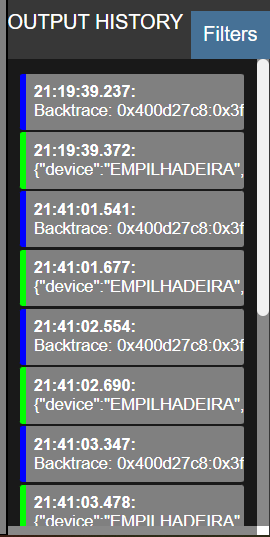 OUTPUT HISTORY
Filters
21:19:39.237:
Backtrace: 0x400d27c8:0x3f
21:19:39.372:
{"device":"EMPILHADEIRA",
21:41:01.541:
Backtrace: 0x400d27c8:0x3f
21:41:01.677:
{"device":"EMPILHADEIRA",
21:41:02.554:
Backtrace: 0x400d27c8:0x3f
21:41:02.690:
{"device":"EMPILHADEIRA",
21:41:03.347:
Backtrace: 0x400d27c8:0x3f
21:41:03.478:
{"device":"EMPILHADEIRA",